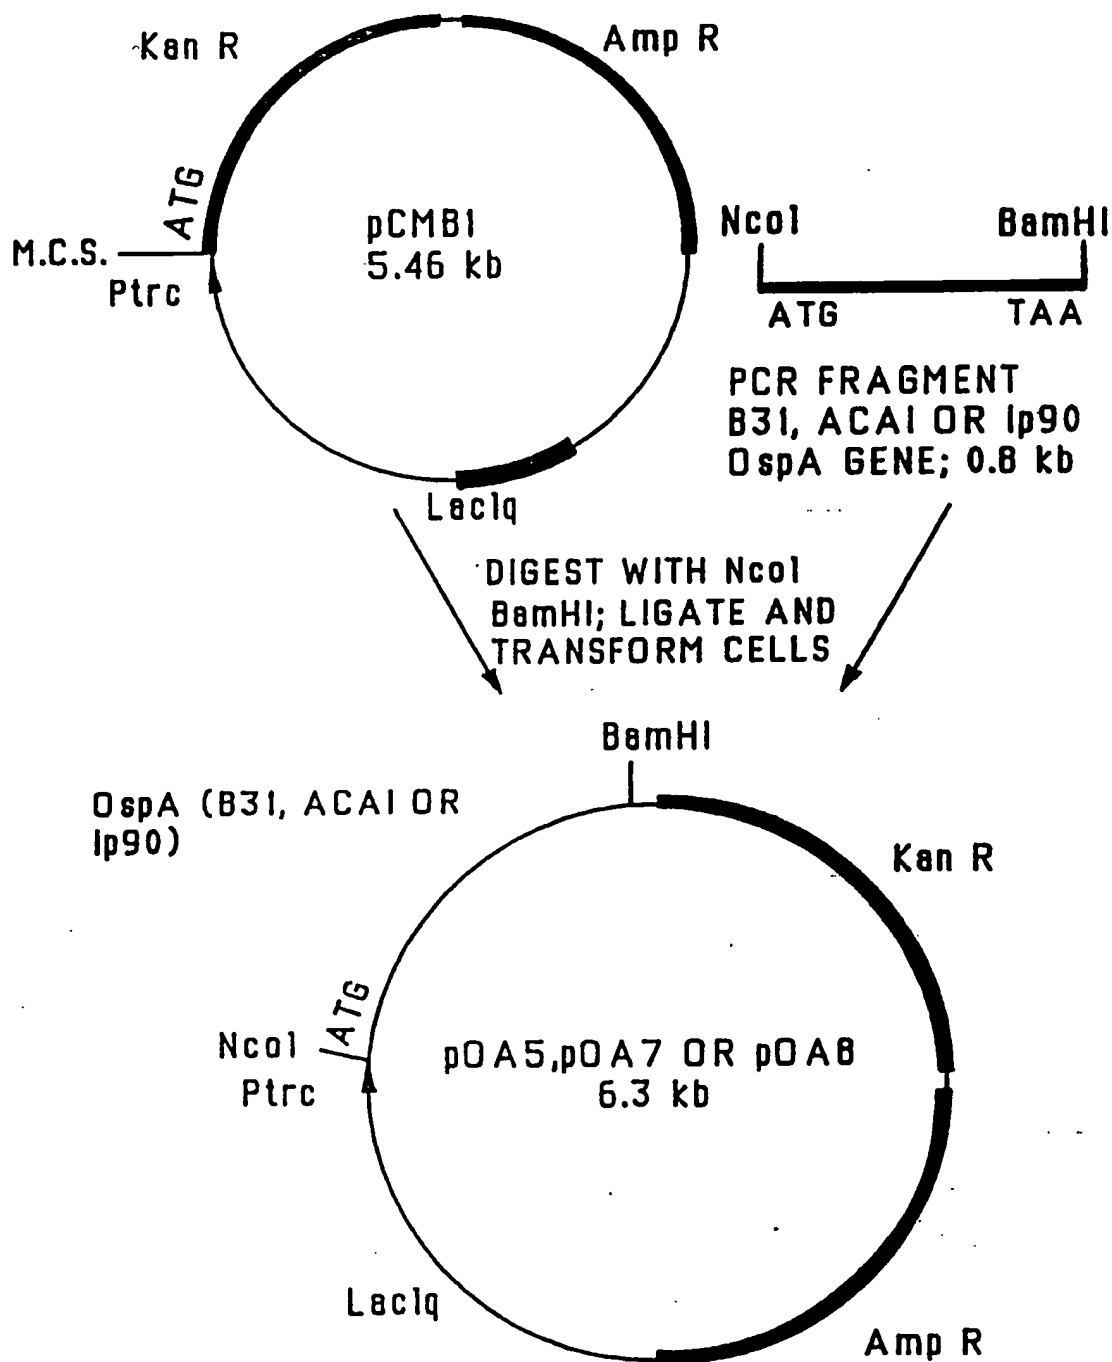 Kan R
Amp R
ATG
pCMB1
5.46 kb
M.C.S.
Ptrc
NcoI
BamHI
ATG
TAA
PCR FRAGMENT
B31, ACAI OR Ip90
OspA GENE; 0.8 kb
LacIq
DIGEST WITH NcoI
BamHI; LIGATE AND
TRANSFORM CELLS
BamHI
OspA (B31, ACAI OR
Ip90)
Kan R
ATG
NcoI
Ptrc
pOA5,pOA7 OR pOA8
6.3 kb
LacIq
Amp R